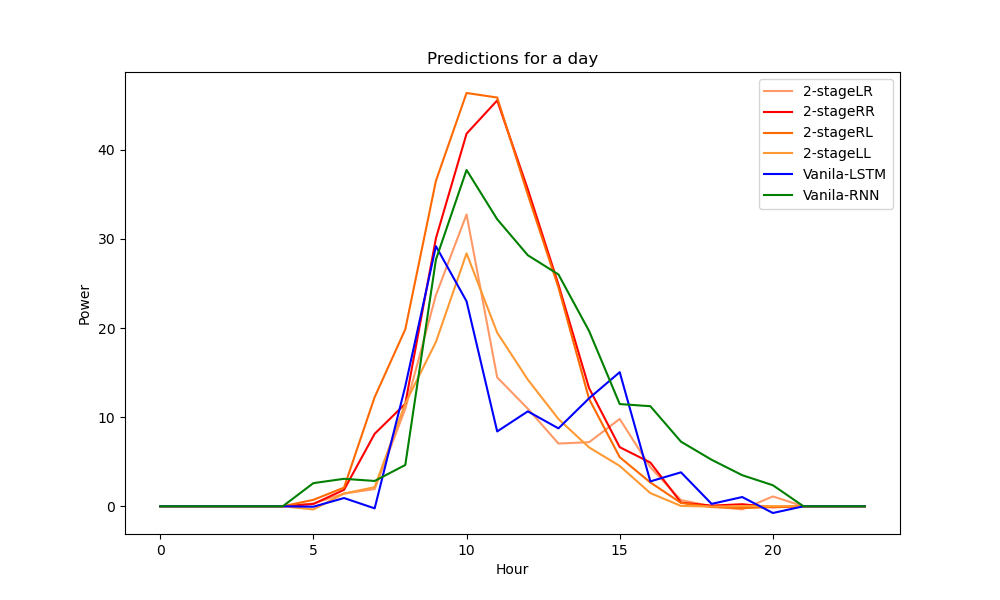 Predictions for a day
2-stageLR
2-stageRR
2-stageRL
2-stageLL
Vanila-LSTM
Vanila-RNN
Power
40
30
20
10
0
0 5 10 15 20
Hour